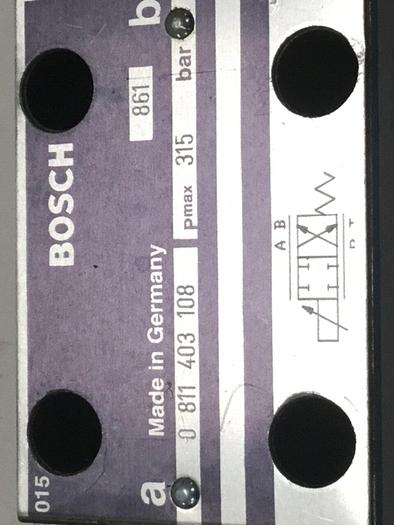 BOSCH
861
b
Made in Germany
0 811 403 108
Pmax 315 bar
a
015
A B
P T